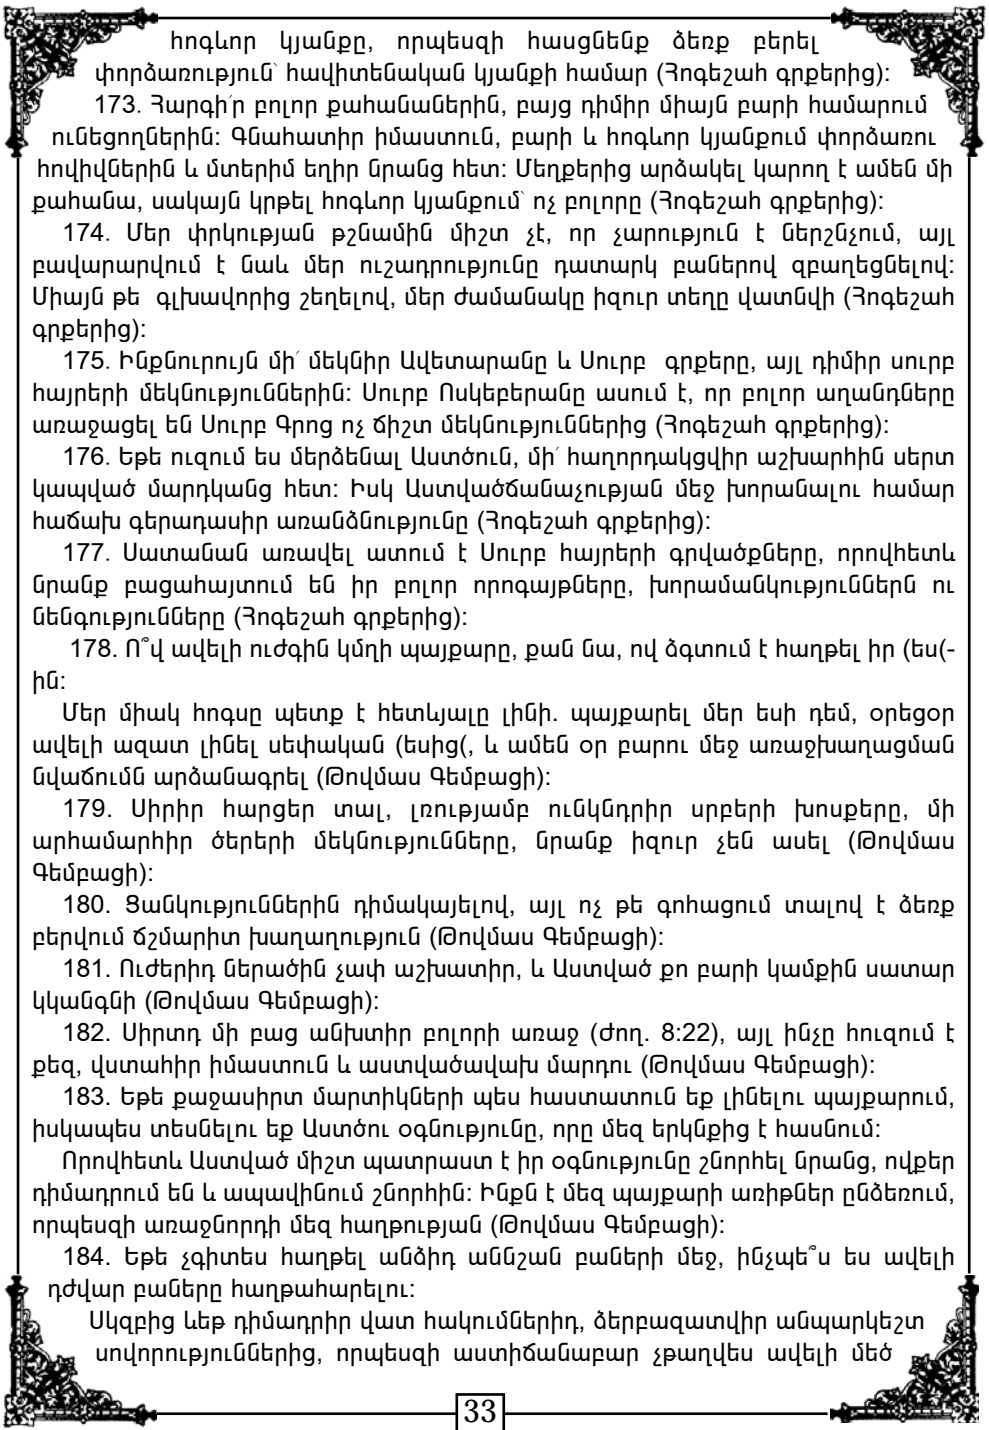 հոգևոր կյանքը, որպեսզի հասցնենք ձեռք բերել
փորձառություն՝ հավիտենական կյանքի համար (Հոգեշահ գրքերից):
173. Հարգի՛ր բոլոր քահանաներին, բայց դիմիր միայն բարի համարում
ունեցողներին: Գնահատիր իմաստուն, բարի և հոգևոր կյանքում փորձառու
հովիվներին և մտերիմ եղիր նրանց հետ: Մեղքերից արձակել կարող է ամեն մի
քահանա, սակայն կրթել հոգևոր կյանքում՝ ոչ բոլորը (Հոգեշահ գրքերից):
174. Մեր փրկության թշնամին միշտ չէ, որ չարություն է ներշնչում, այլ
բավարարվում է նաև մեր ուշադրությունը դատարկ բաներով զբաղեցնելով:
Միայն թե գլխավորից շեղելով, մեր ժամանակը իզուր տեղը վատնվի (Հոգեշահ
գրքերից):
175. Ինքնուրույն մի՛ մեկնիր Ավետարանը և Սուրբ գրքերը, այլ դիմիր սուրբ
հայրերի մեկնություններին: Սուրբ Ոսկեբերանը ասում է, որ բոլոր աղանդները
առաջացել են Սուրբ Գրոց ոչ ճիշտ մեկնություններից (Հոգեշահ գրքերից):
176. Եթե ուզում ես մերձենալ Աստծուն, մի՛ հաղորդակցվիր աշխարհին սերտ
կապված մարդկանց հետ: Իսկ Աստվածճանաչության մեջ խորանալու համար
հաճախ գերադասիր առանձնությունը (Հոգեշահ գրքերից):
177. Սատանան առավել ատում է Սուրբ հայրերի գրվածքները, որովհետև
նրանք բացահայտում են իր բոլոր որոգայթները, խորամանկություններն ու
նենգությունները (Հոգեշահ գրքերից):
178. Ո՞վ ավելի ուժգին կմղի պայքարը, քան նա, ով ձգտում է հաղթել իր (ես(-
ին:
Մեր միակ հոգսը պետք է հետևյալը լինի. պայքարել մեր եսի դեմ, օրեցօր
ավելի ազատ լինել սեփական (եսից(, և ամեն օր բարու մեջ առաջխաղացման
նվաճումն արձանագրել (Թովմաս Գեմբացի):
179. Սիրիր հարցեր տալ, լռությամբ ունկնդրիր սրբերի խոսքերը, մի
արհամարհիր ծերերի մեկնությունները, նրանք իզուր չեն ասել (Թովմաս
Գեմբացի):
180. Ցանկություններին դիմակայելով, այլ ոչ թե գոհացում տալով է ձեռք
բերվում ճշմարիտ խաղաղություն (Թովմաս Գեմբացի):
181. Ուժերիդ ներածին չափ աշխատիր, և Աստված քո բարի կամքին սատար
կկանգնի (Թովմաս Գեմբացի):
182. Սիրտդ մի բաց անխտիր բոլորի առաջ (Ժող. 8:22), այլ ինչը հուզում է
քեզ, վստահիր իմաստուն և աստվածավախ մարդու (Թովմաս Գեմբացի):
183. Եթե քաջասիրտ մարտիկների պես հաստատուն եք լինելու պայքարում,
իսկապես տեսնելու եք Աստծու օգնությունը, որը մեզ երկնքից է հասնում:
Որովհետև Աստված միշտ պատրաստ է իր օգնությունը շնորհել նրանց, ովքեր
դիմադրում են և ապավինում շնորհին: Ինքն է մեզ պայքարի առիթներ ընձեռում,
որպեսզի առաջնորդի մեզ հաղթության (Թովմաս Գեմբացի):
184. Եթե չգիտես հաղթել անձիդ աննշան բաների մեջ, ինչպե՞ս ես ավելի
դժվար բաները հաղթահարելու:
Սկզբից ևեթ դիմադրիր վատ հակումներիդ, ձերբազատվիր անպարկեշտ
սովորություններից, որպեսզի աստիճանաբար չթաղվես ավելի մեծ
33